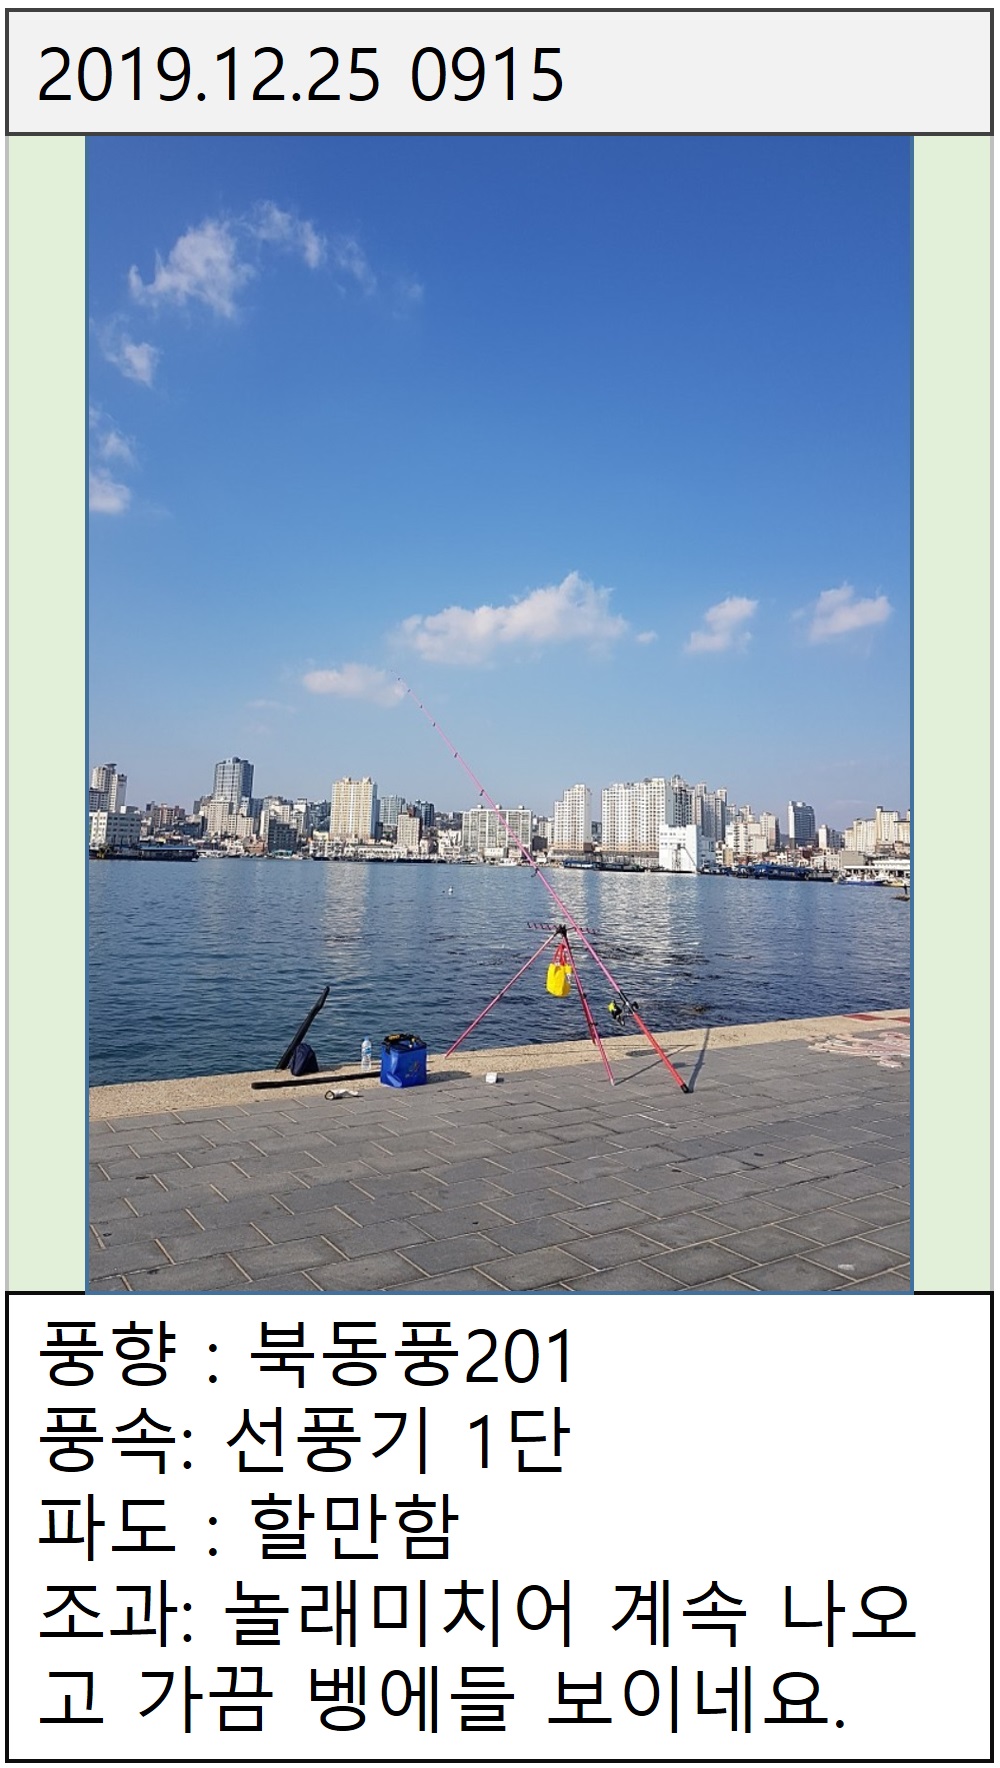 2019.12.25 0915
풍향 : 북동풍201
풍속: 선풍기 1단
파도 : 할만함
조과: 놀래미치어 계속 나오
고 가끔 벵에들 보이네요.